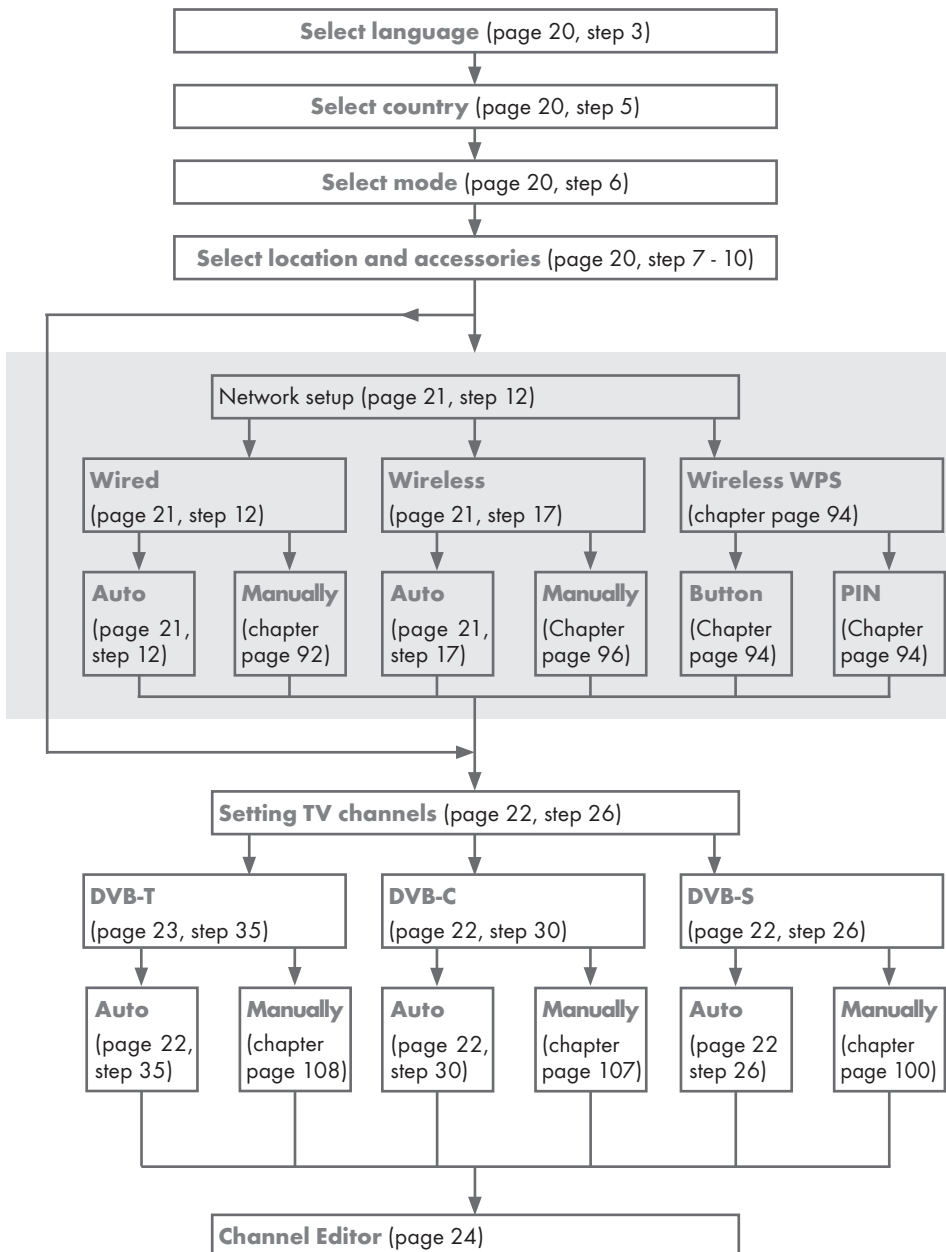 Select language (page 20, step 3)
Select country (page 20, step 5)
Select mode (page 20, step 6)
Select location and accessories (page 20, step 7 - 10)
Network setup (page 21, step 12)
Wired
(page 21, step 12)
Wireless
(page 21, step 17)
Wireless WPS
(chapter page 94)
Auto
(page 21,
step 12)
Manually
(chapter
page 92)
Auto
(page 21,
step 17)
Manually
(Chapter
page 96)
Button
(Chapter
page 94)
PIN
(Chapter
page 94)
Setting TV channels (page 22, step 26)
DVB-T
(page 23, step 35)
DVB-C
(page 22, step 30)
DVB-S
(page 22, step 26)
Auto
(page 22,
step 35)
Manually
(chapter
page 108)
Auto
(page 22,
step 30)
Manually
(chapter
page 107)
Auto
(page 22
step 26)
Manually
(chapter
page 100)
Channel Editor (page 24)